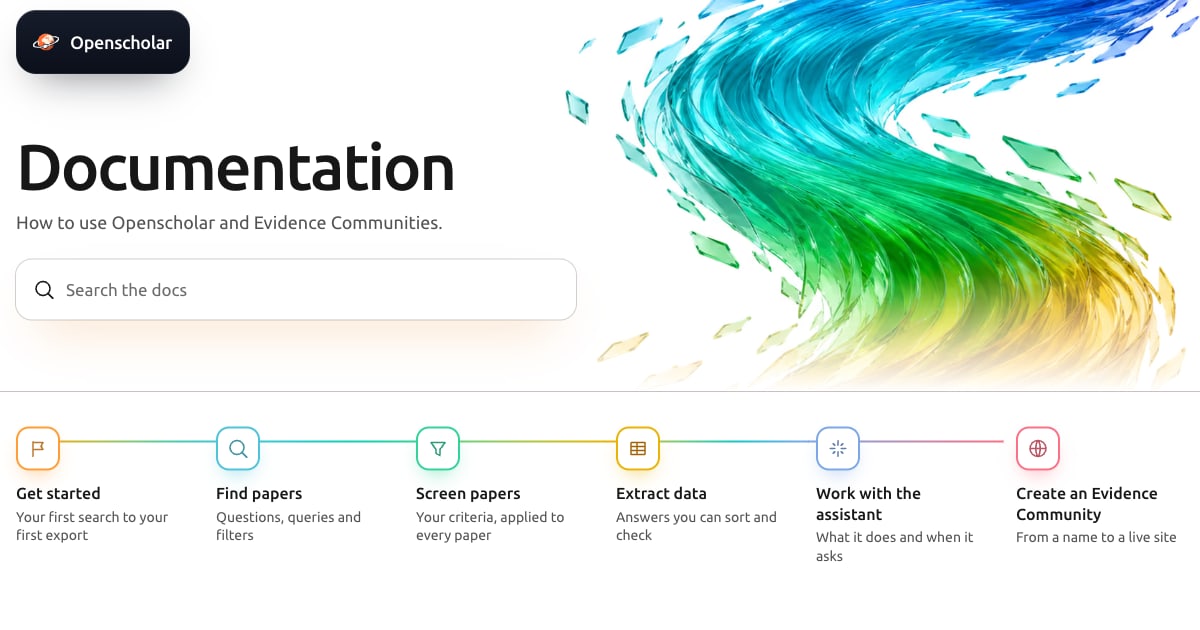 Openscholar
Documentation
How to use Openscholar and Evidence Communities.
Search the docs
Get started
Your first search to your
first export
Find papers
Questions, queries and
filters
Screen papers
Your criteria, applied to
every paper
Extract data
Answers you can sort and
check
Work with the
assistant
What it does and when it
asks
Create an Evidence
Community
From a name to a live site